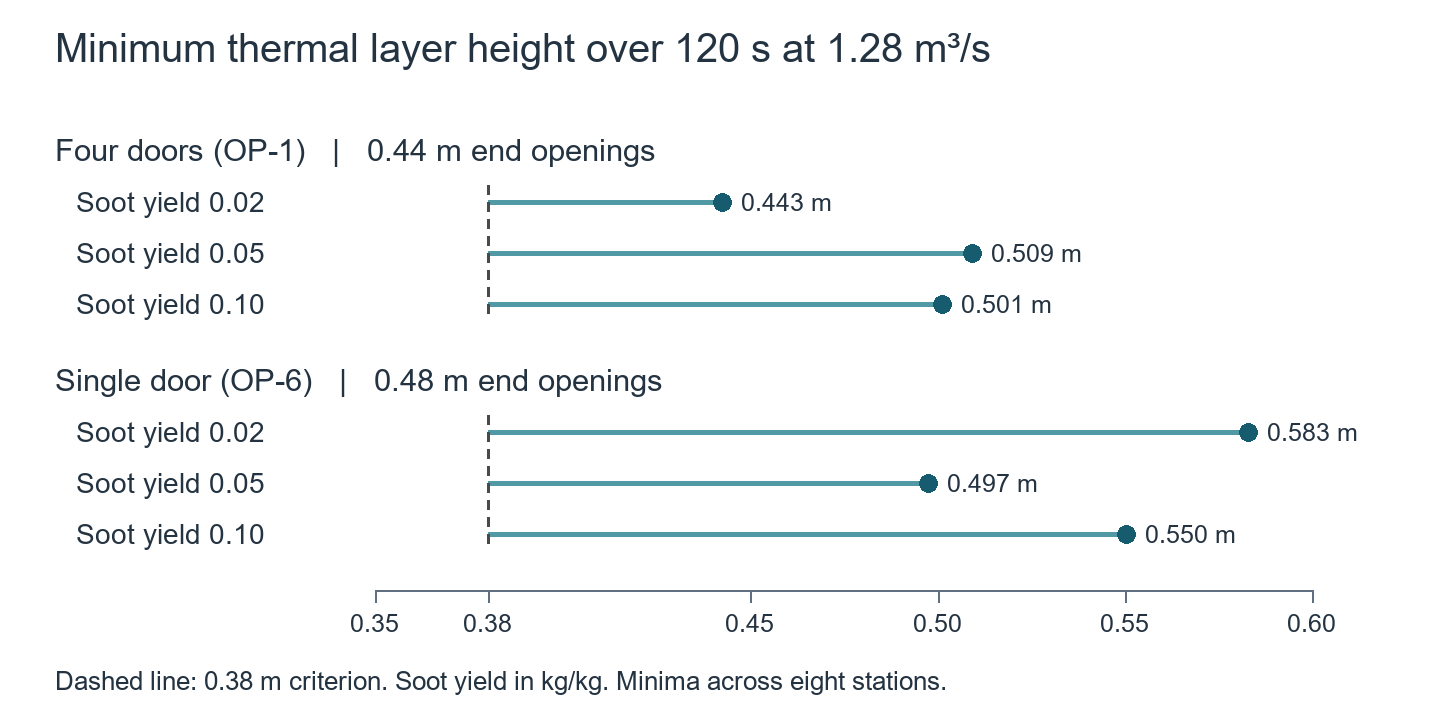 Minimum thermal layer height over 120 s at 1.28 m³/s
Four doors (OP-1) | 0.44 m end openings
Soot yield 0.02 0.443 m
Soot yield 0.05 0.509 m
Soot yield 0.10 0.501 m
Single door (OP-6) | 0.48 m end openings
Soot yield 0.02 0.583 m
Soot yield 0.05 0.497 m
Soot yield 0.10 0.550 m
0.35 0.38 0.45 0.50 0.55 0.60
Dashed line: 0.38 m criterion. Soot yield in kg/kg. Minima across eight stations.